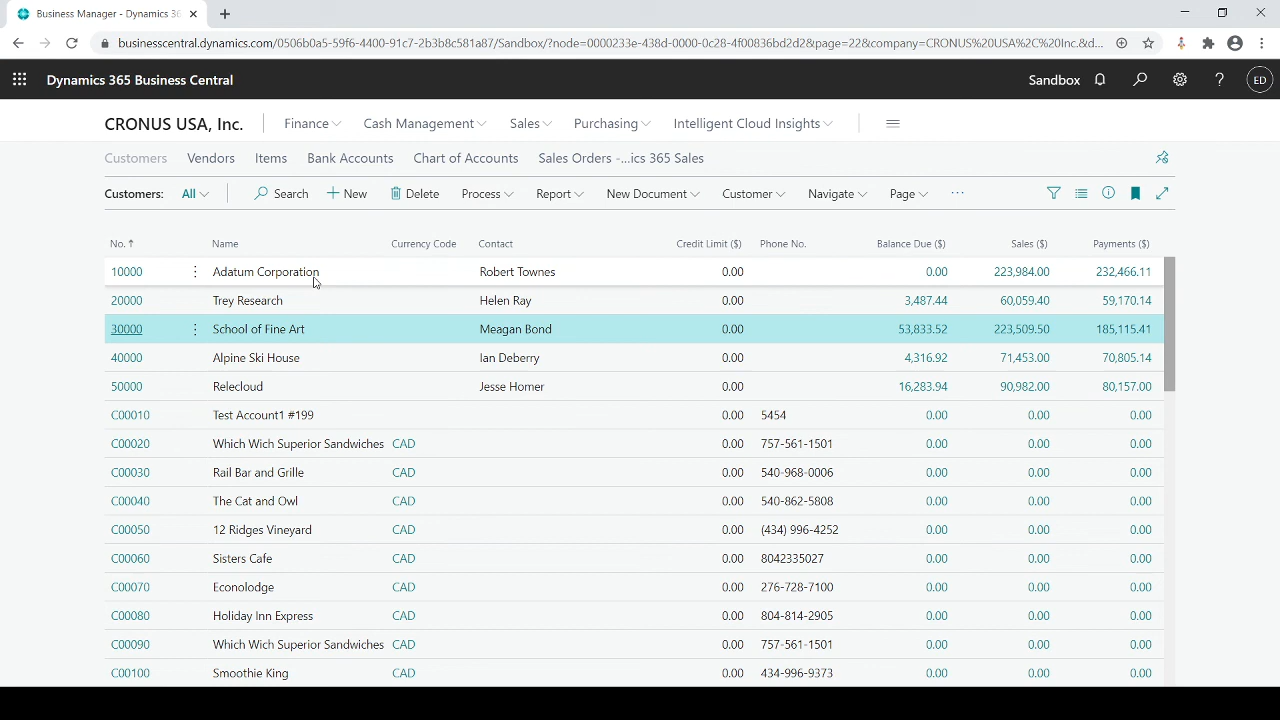 Business Manager - Dynamics 36
businesscentral.dynamics.com/0506b0a5-59f6-4400-91c7-2b3b8c581a87/Sandbox/?node=0000233e-438d-0000-0c28-4f00836bd2d2&page=22&company=CRONUS%20USA%2C%20Inc.&d...
Dynamics 365 Business Central Sandbox ? ED
CRONUS USA, Inc. Finance Cash Management Sales Purchasing Intelligent Cloud Insights
Customers Vendors Items Bank Accounts Chart of Accounts Sales Orders -...ics 365 Sales
Customers: All Search + New Delete Process Report New Document Customer Navigate Page ...
No. ↑ Name Currency Code Contact Credit Limit ($) Phone No. Balance Due ($) Sales ($) Payments ($)
10000 Adatum Corporation Robert Townes 0.00 0.00 223,984.00 232,466.11
20000 Trey Research Helen Ray 0.00 3,487.44 60,059.40 59,170.14
30000 School of Fine Art Meagan Bond 0.00 53,833.52 223,509.50 185,115.41
40000 Alpine Ski House Ian Deberry 0.00 4,316.92 71,453.00 70,805.14
50000 Relecloud Jesse Homer 0.00 16,283.94 90,982.00 80,157.00
C00010 Test Account1 #199 0.00 5454 0.00 0.00 0.00
C00020 Which Wich Superior Sandwiches CAD 0.00 757-561-1501 0.00 0.00 0.00
C00030 Rail Bar and Grille CAD 0.00 540-968-0006 0.00 0.00 0.00
C00040 The Cat and Owl CAD 0.00 540-862-5808 0.00 0.00 0.00
C00050 12 Ridges Vineyard CAD 0.00 (434) 996-4252 0.00 0.00 0.00
C00060 Sisters Cafe CAD 0.00 8042335027 0.00 0.00 0.00
C00070 Econolodge CAD 0.00 276-728-7100 0.00 0.00 0.00
C00080 Holiday Inn Express CAD 0.00 804-814-2905 0.00 0.00 0.00
C00090 Which Wich Superior Sandwiches CAD 0.00 757-561-1501 0.00 0.00 0.00
C00100 Smoothie King CAD 0.00 434-996-9373 0.00 0.00 0.00